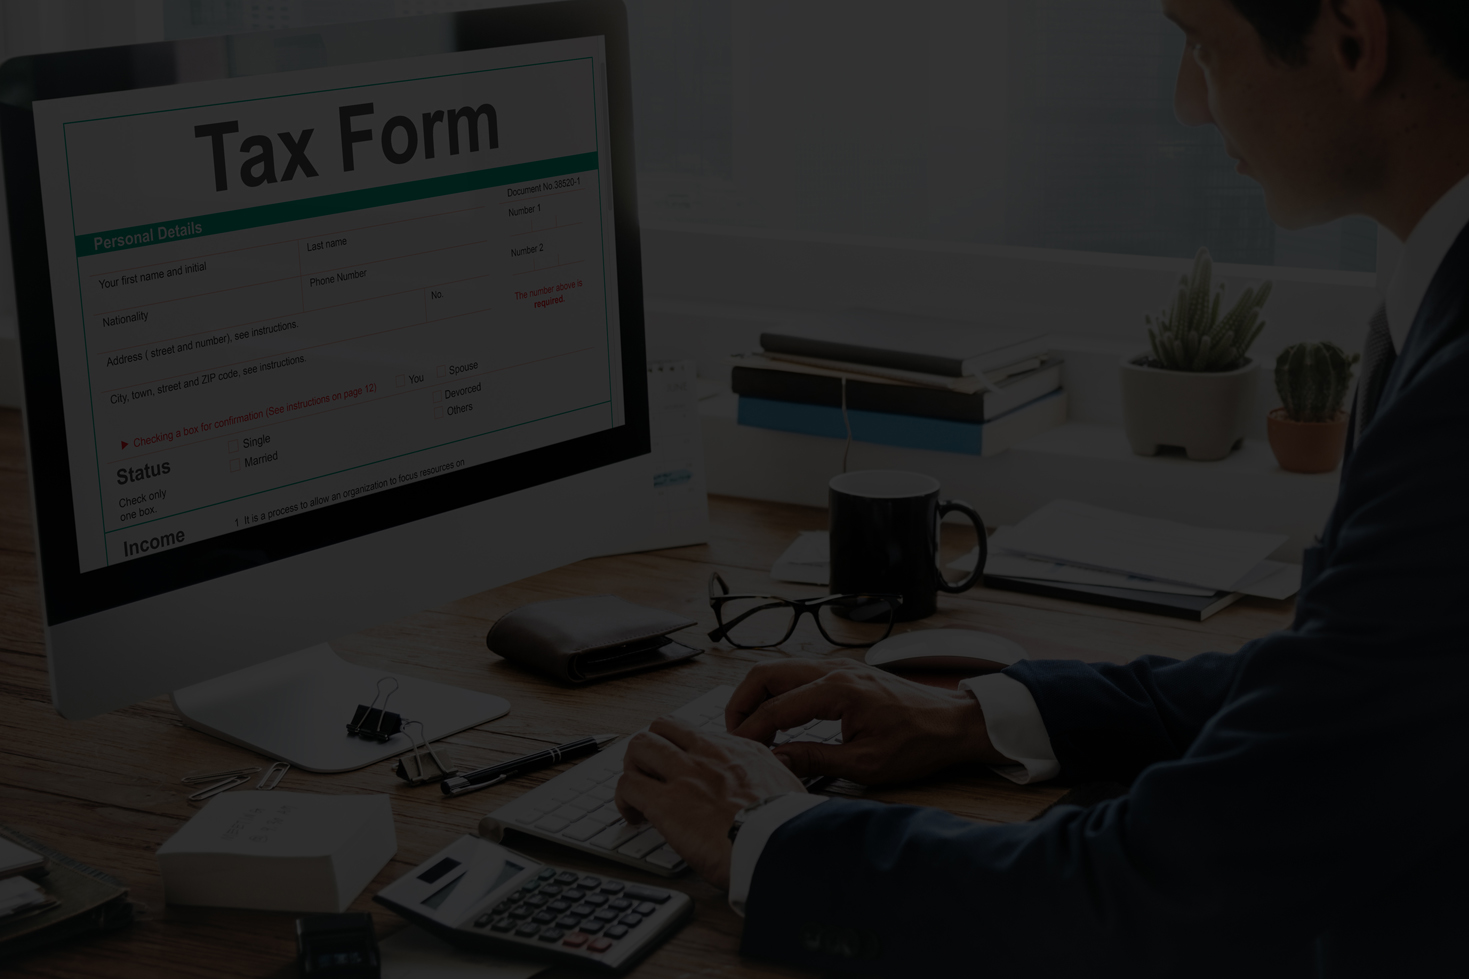 Tax Form
Document No.38520-1
Personal Details
Number 1
Your first name and initial
Last name
Nationality
Phone Number
Number 2
Address ( street and number), see instructions.
No.
The number above is
required.
City, town, street and ZIP code, see instructions.
Checking a box for confirmation (See instructions on page 12)
You
Spouse
Devorced
Others
Status
Single
Married
Check only
one box.
Income
1 It is a process to allow an organization to focus resources on